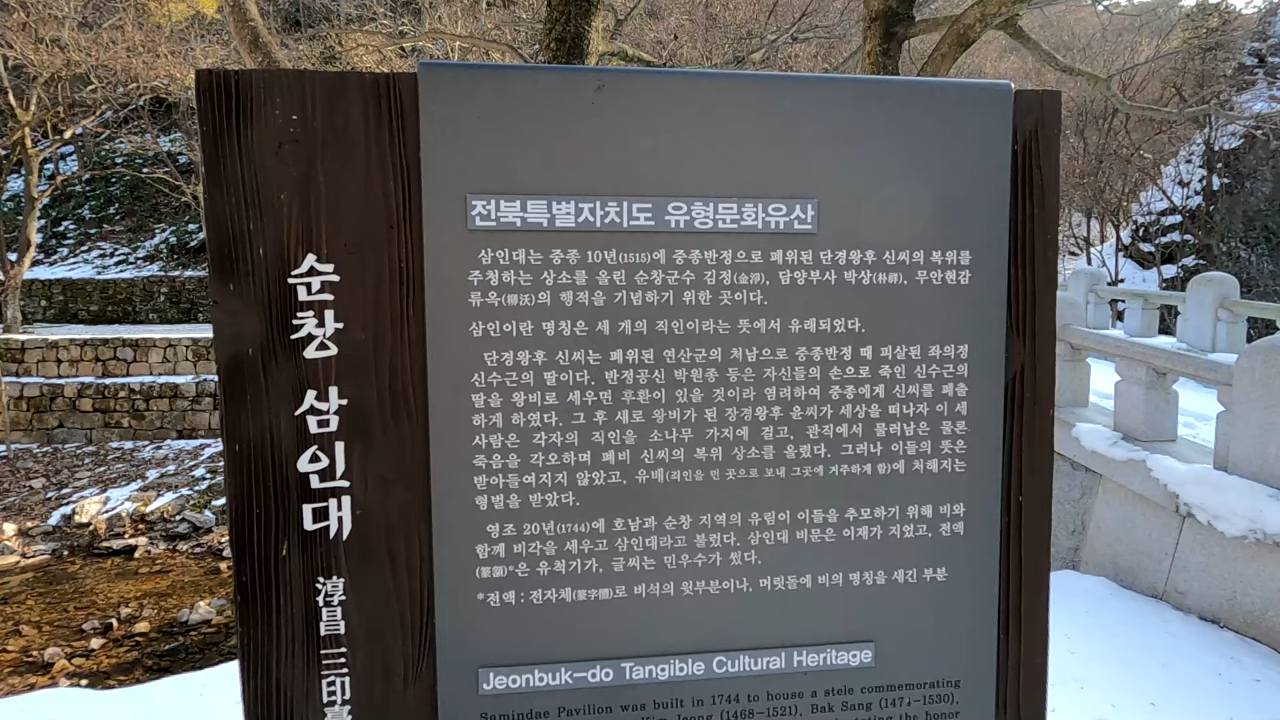 순창 삼인대
淳昌 三印臺
전북특별자치도 유형문화유산
삼인대는 중종 10년(1515)에 중종반정으로 폐위된 단경왕후 신씨의 복위를
주청하는 상소를 올린 순창군수 김정(金淨), 담양부사 박상(朴祥), 무안현감
류옥(柳沃)의 행적을 기념하기 위한 곳이다.
삼인이란 명칭은 세 개의 직인이라는 뜻에서 유래되었다.
단경왕후 신씨는 폐위된 연산군의 처남으로 중종반정 때 피살된 좌의정
신수근의 딸이다. 반정공신 박원종 등은 자신들의 손으로 죽인 신수근의
딸을 왕비로 세우면 후환이 있을 것이라 염려하여 중종에게 신씨를 폐출
하게 하였다. 그 후 새로 왕비가 된 장경왕후 윤씨가 세상을 떠나자 이 세
사람은 각자의 직인을 소나무 가지에 걸고, 관직에서 물러남은 물론
죽음을 각오하며 폐비 신씨의 복위 상소를 올렸다. 그러나 이들의 뜻은
받아들여지지 않았고, 유배(죄인을 먼 곳으로 보내 그곳에 거주하게 함)에 처해지는
형벌을 받았다.
영조 20년(1744)에 호남과 순창 지역의 유림이 이들을 추모하기 위해 비와
함께 비각을 세우고 삼인대라고 불렀다. 삼인대 비문은 이재가 지었고, 전액
(篆額)*은 유척기가, 글씨는 민우수가 썼다.
*전액 : 전자체(篆字體)로 비석의 윗부분이나, 머릿돌에 비의 명칭을 새긴 부분
Jeonbuk-do Tangible Cultural Heritage
Samindae Pavilion was built in 1744 to house a stele commemorating
Kim Jeong (1468-1521), Bak Sang (1474-1530),
the honor